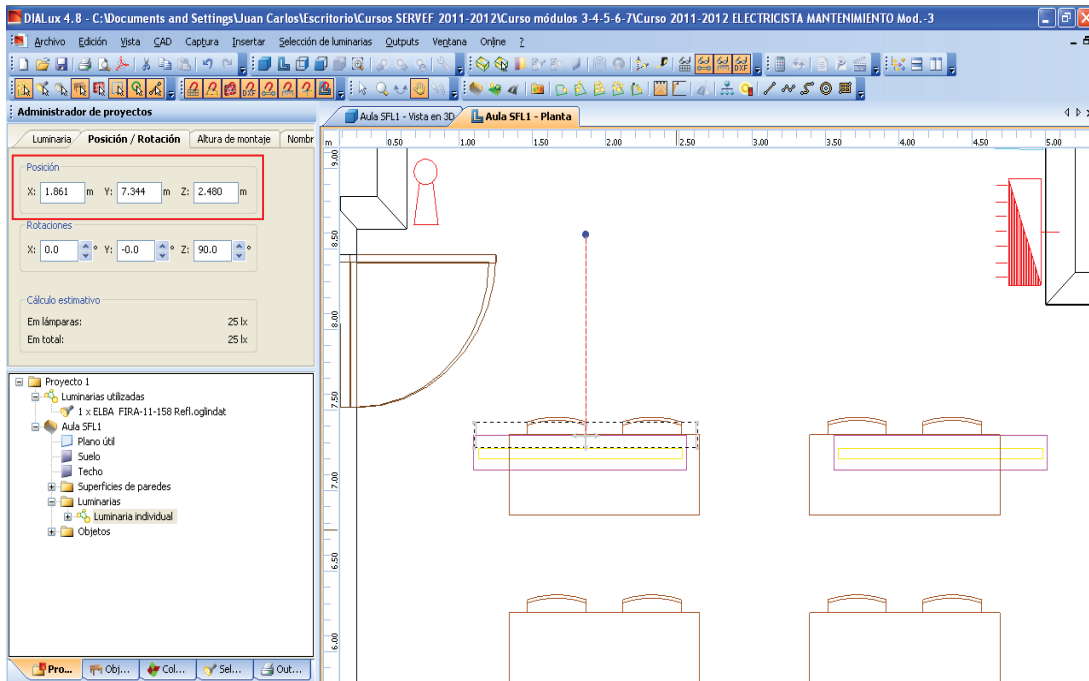 DIALux 4.8 - C:\Documents and Settings\Juan Carlos\Escritorio\Cursos SERVEF 2011-2012\Curso módulos 3-4-5-6-7\Curso 2011-2012 ELECTRICISTA MANTENIMIENTO Mod.-3
Archivo Edición Vista CAD Captura Insertar Selección de luminarias Outputs Ventana Online ?
Administrador de proyectos
Aula SFL1 - Vista en 3D Aula SFL1 - Planta
Luminaria Posición / Rotación Altura de montaje Nombr
m 0.50 1.00 1.50 2.00 2.50 3.00 3.50 4.00 4.50 5.00
Posición
X: 1.861 m Y: 7.344 m Z: 2.480 m
Rotaciones
X: 0.0 ° Y: -0.0 ° Z: 90.0 °
Cálculo estimativo
Em lámparas: 25 lx
Em total: 25 lx
Proyecto 1
Luminarias utilizadas
1 x ELBA FIRA-11-158 Refl.oglindat
Aula SFL1
Plano útil
Suelo
Techo
Superficies de paredes
Luminarias
Luminaria individual
Objetos
Pro... Obj... Col... Sel... Out...
9.00
8.50
8.00
7.50
7.00
6.50
6.00